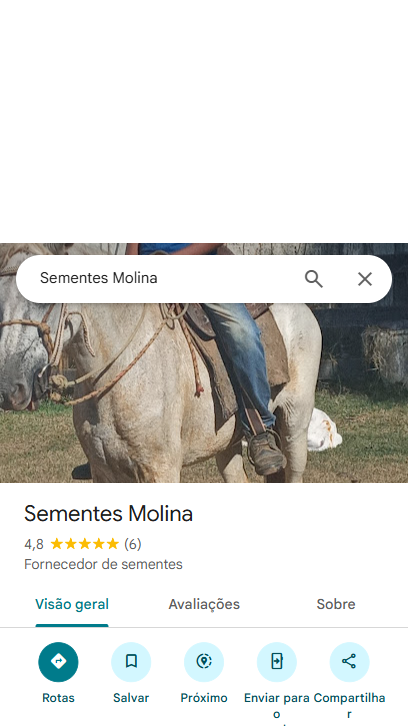 Sementes Molina
Sementes Molina
4,8 (6)
Fornecedor de sementes
Visão geral Avaliações Sobre
Rotas Salvar Próximo Enviar para o Compartilhar